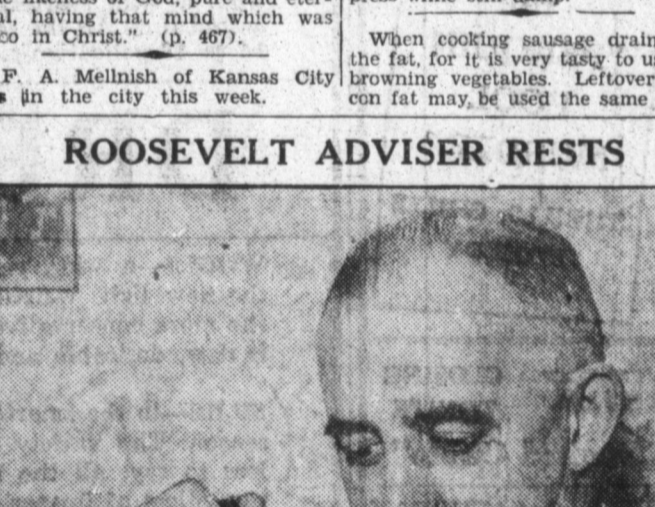 al, having that mind which was
so in Christ." (p. 467).
F. A. Mellnish of Kansas City
in the city this week.
When cooking sausage drain
the fat, for it is very tasty to
browning vegetables. Leftover
con fat may be used the same
ROOSEVELT ADVISER RESTS